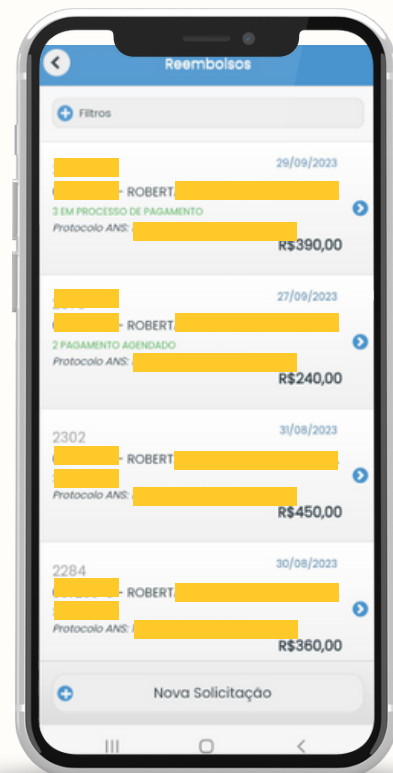 Reembolsos
Filtros
29/09/2023
- ROBERT
3 EM PROCESSO DE PAGAMENTO
Protocolo ANS:
R$390,00
27/09/2023
- ROBERT
2 PAGAMENTO AGENDADO
Protocolo ANS:
R$240,00
2302
31/08/2023
- ROBERT
Protocolo ANS:
R$450,00
2284
30/08/2023
- ROBERT
Protocolo ANS:
R$360,00
Nova Solicitação